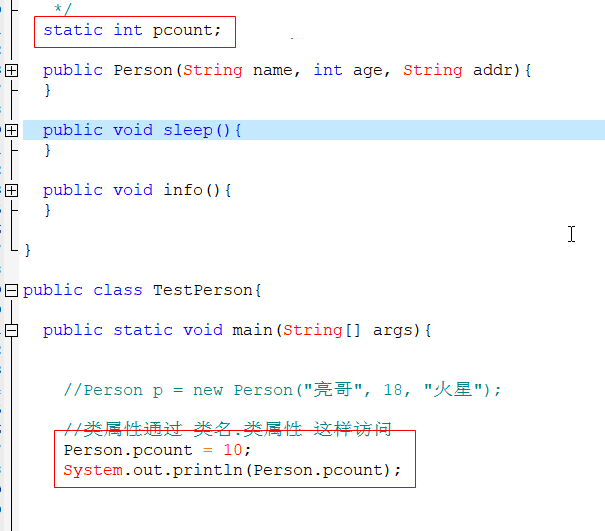 */
static int pcount;
public Person(String name, int age, String addr){
}
public void sleep(){
}
public void info(){
}
}
public class TestPerson{
public static void main(String[] args){
//Person p = new Person("亮哥", 18, "火星");
//类属性通过 类名.类属性 这样访问
Person.pcount = 10;
System.out.println(Person.pcount);